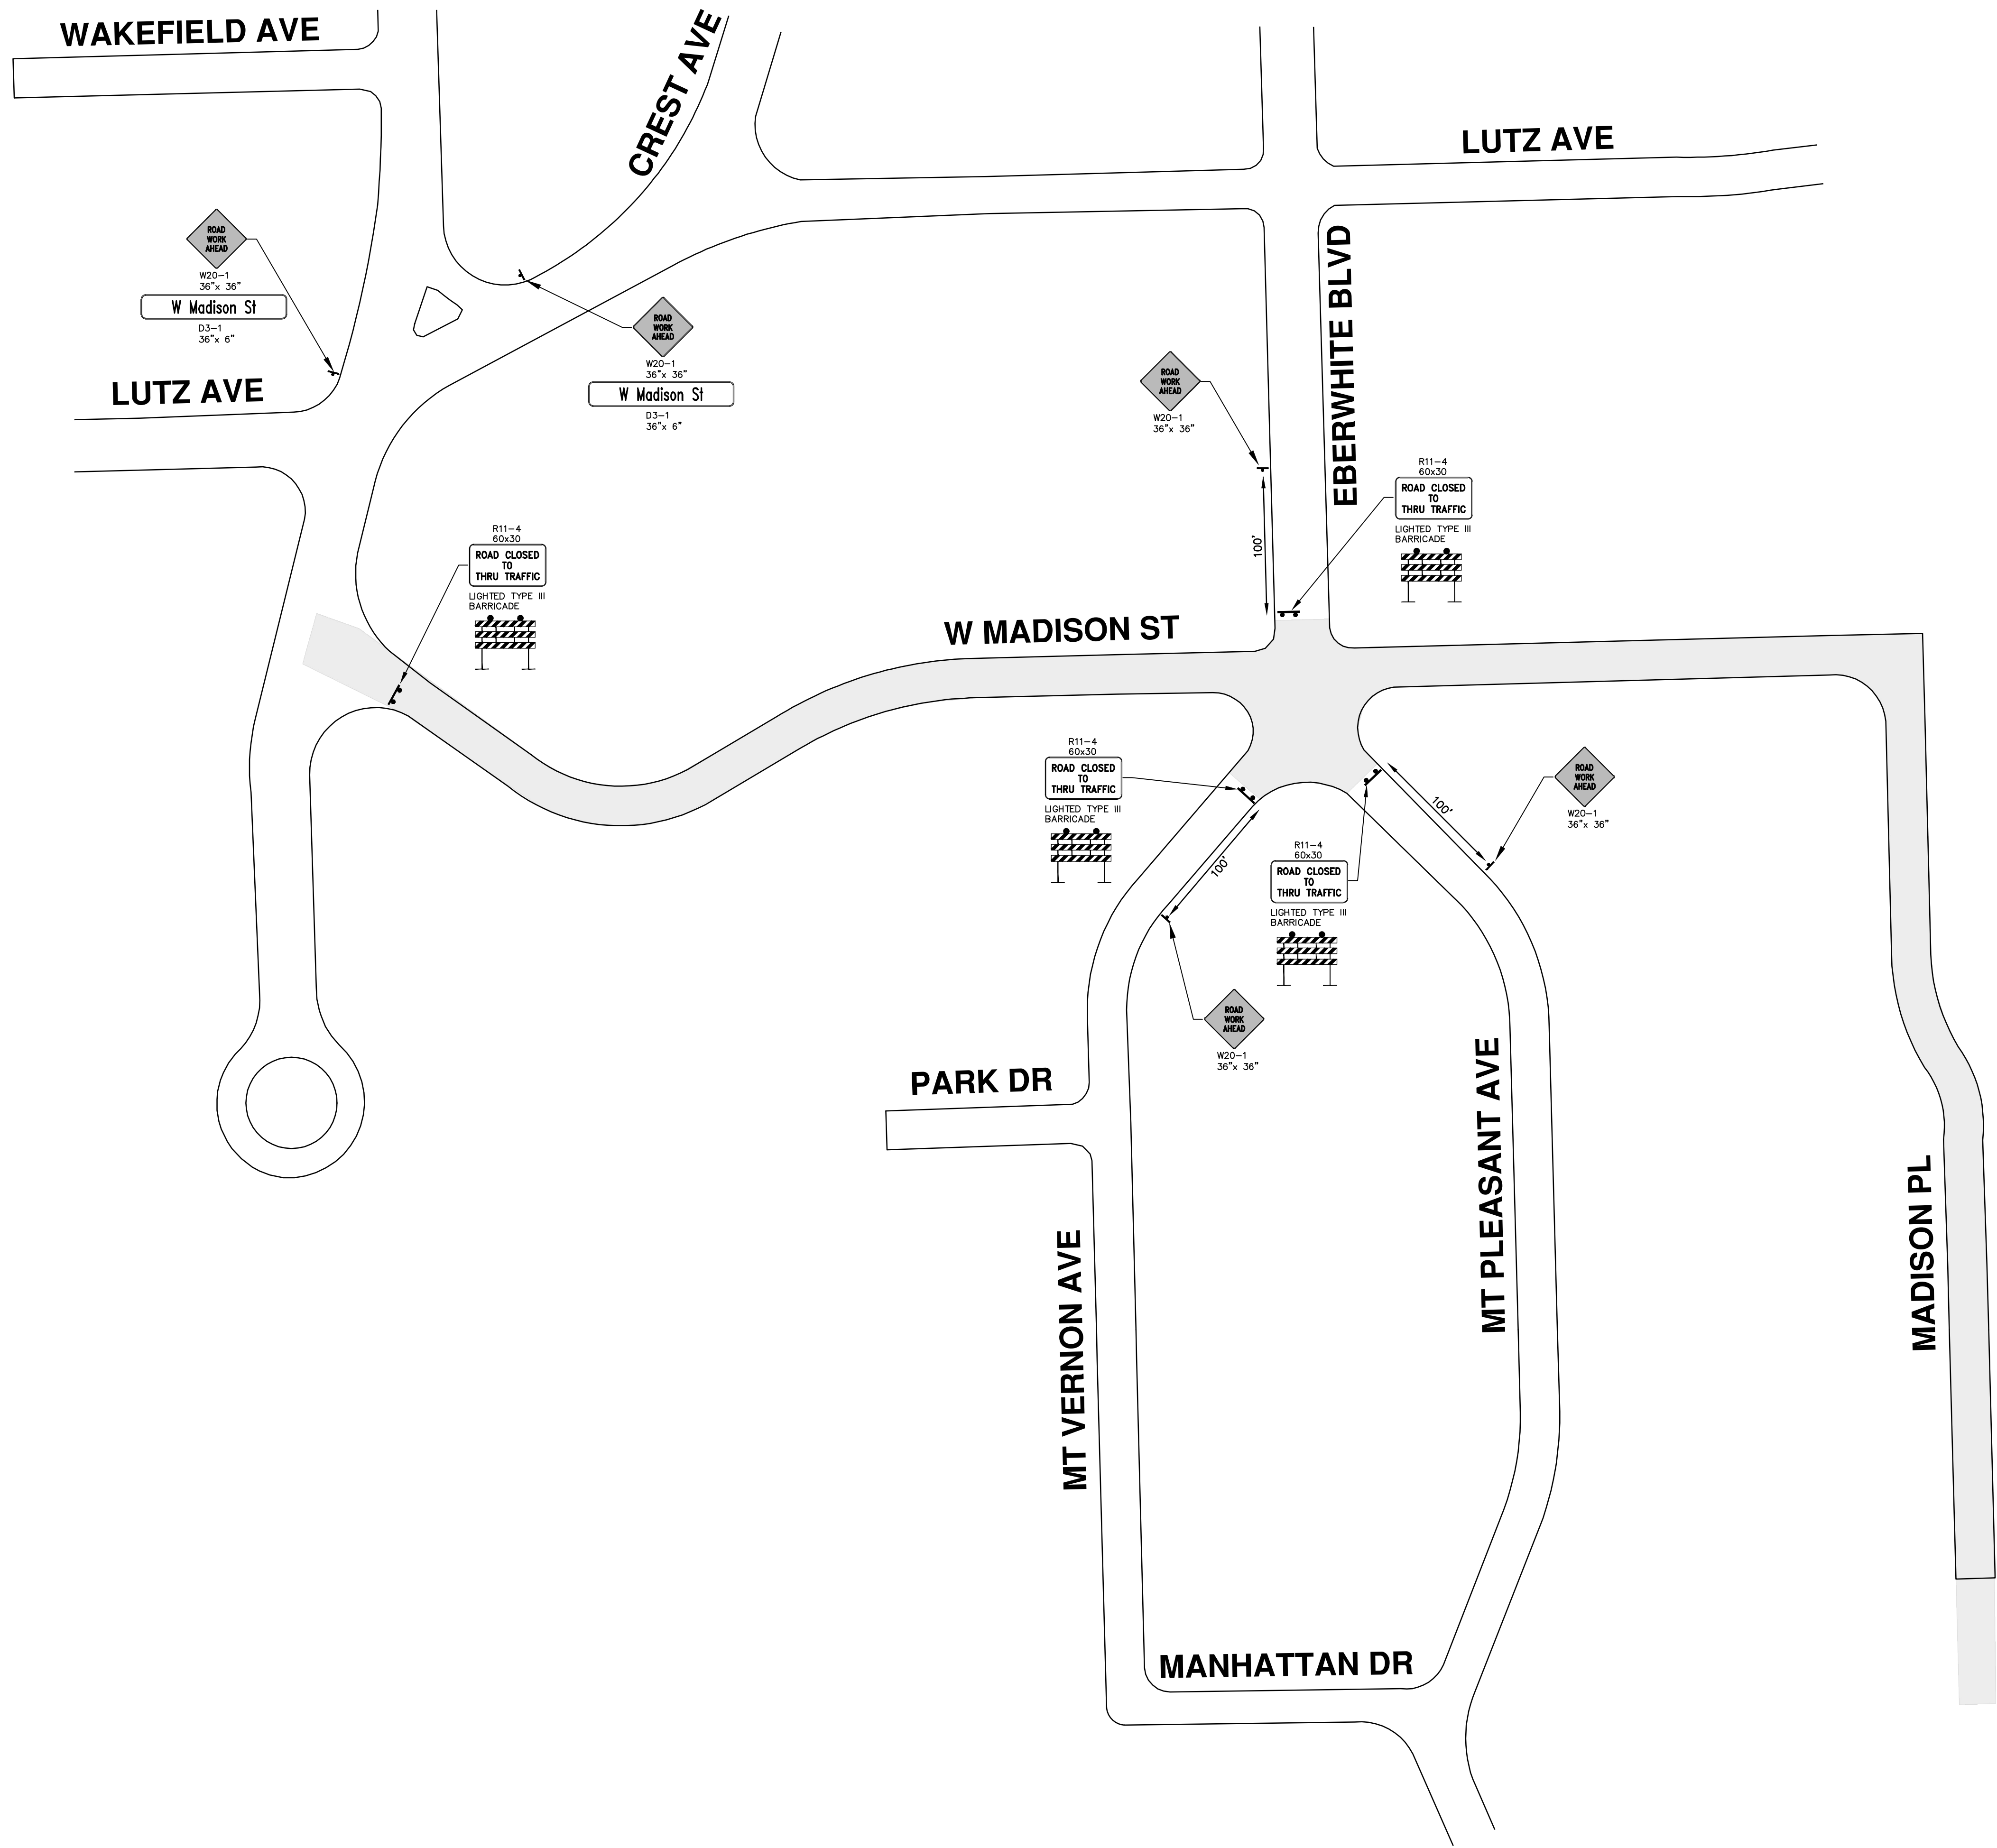 WAKEFIELD AVE
CREST AVE
LUTZ AVE
ROAD
WORK
AHEAD
W20-1
36"x 36"
W Madison St
D3-1
36"x 6"
LUTZ AVE
ROAD
WORK
AHEAD
W20-1
36"x 36"
W Madison St
D3-1
36"x 6"
EBERWHITE BLVD
ROAD
WORK
AHEAD
W20-1
36"x 36"
100'
R11-4
60x30
ROAD CLOSED
TO
THRU TRAFFIC
LIGHTED TYPE III
BARRICADE
R11-4
60x30
ROAD CLOSED
TO
THRU TRAFFIC
LIGHTED TYPE III
BARRICADE
W MADISON ST
R11-4
60x30
ROAD CLOSED
TO
THRU TRAFFIC
LIGHTED TYPE III
BARRICADE
100'
R11-4
60x30
ROAD CLOSED
TO
THRU TRAFFIC
LIGHTED TYPE III
BARRICADE
100'
ROAD
WORK
AHEAD
W20-1
36"x 36"
ROAD
WORK
AHEAD
W20-1
36"x 36"
PARK DR
MT VERNON AVE
MT PLEASANT AVE
MADISON PL
MANHATTAN DR